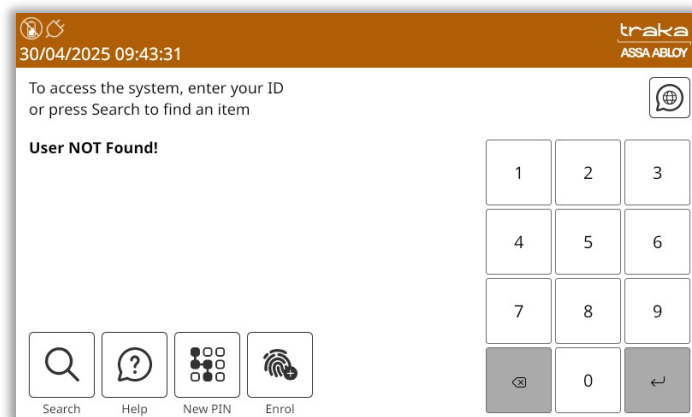 30/04/2025 09:43:31
traka
ASSA ABLOY
To access the system, enter your ID
or press Search to find an item
User NOT Found!
1 2 3
4 5 6
7 8 9
0
Search Help New PIN Enrol